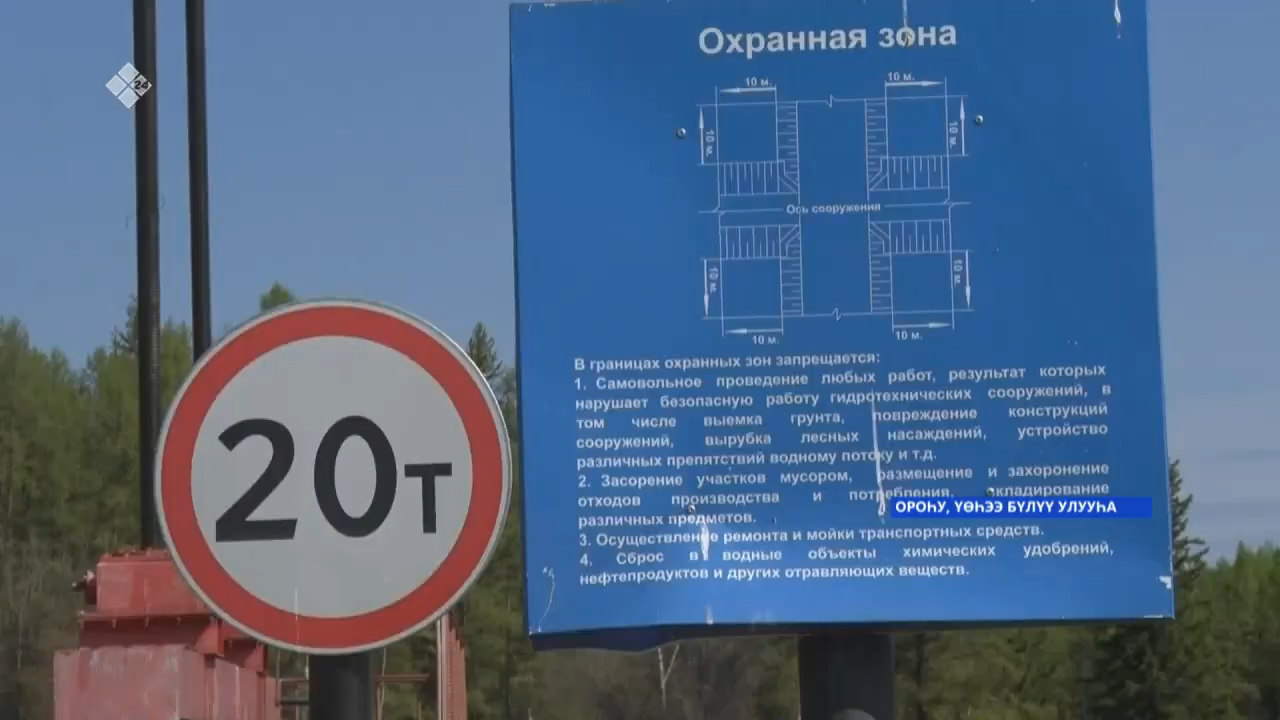 24
Охранная зона
10 м.
10 м.
10 м.
10 м.
Ось сооружения
10 м.
10 м.
10 м.
10 м.
В границах охранных зон запрещается:
1. Самовольное проведение любых работ, результат которых
нарушает безопасную работу гидротехнических сооружений, в
том числе выемка грунта, повреждение конструкций
сооружений, вырубка лесных насаждений, устройство
различных препятствий водному потоку и т.д.
2. Засорение участков мусором, размещение и захоронение
отходов производства и потребления, складирование
различных предметов.
3. Осуществление ремонта и мойки транспортных средств.
4. Сброс в водные объекты химических удобрений,
нефтепродуктов и других отравляющих веществ.
20т
ОРОҺУ, ҮӨҺЭЭ БҮЛҮҮ УЛУУҺА